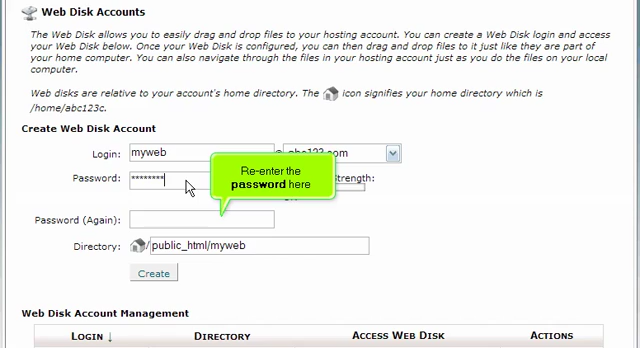 Web Disk Accounts
The Web Disk allows you to easily drag and drop files to your hosting account. You can create a Web Disk login and access
your Web Disk below. Once your Web Disk is configured, you can then drag and drop files to it just like they are part of
your home computer. You can also navigate through the files in your hosting account just as you do the files on your local
computer.
Web disks are relative to your account's home directory. The icon signifies your home directory which is
/home/abc123c.
Create Web Disk Account
Login: myweb @ abc123.com
Password: ******** Strength:
Re-enter the
password here
Password (Again):
Directory: / public_html/myweb
Create
Web Disk Account Management
LOGIN ↓ DIRECTORY ACCESS WEB DISK ACTIONS